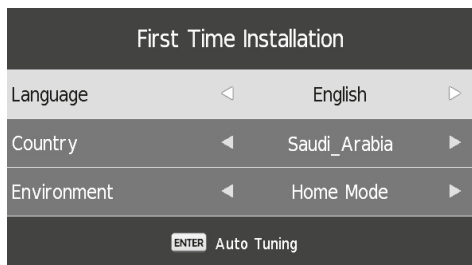 First Time Installation
Language English
Country Saudi_Arabia
Environment Home Mode
ENTER Auto Tuning